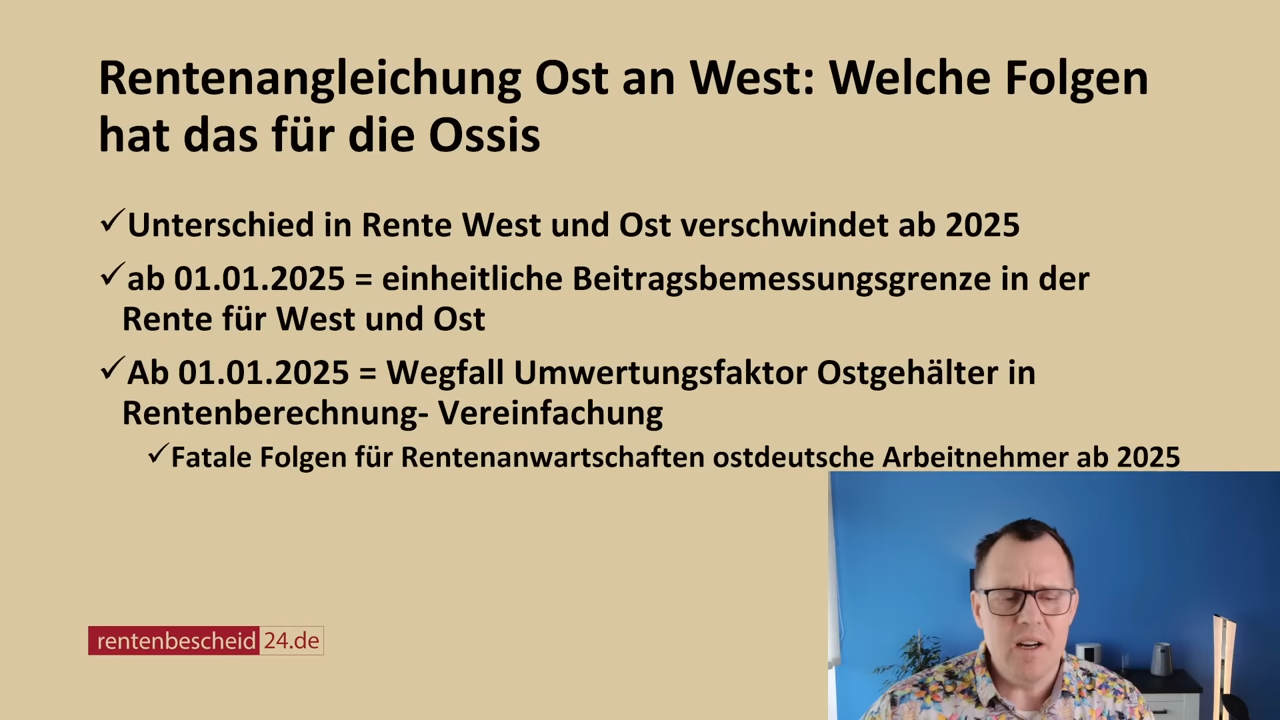 Rentenangleichung Ost an West: Welche Folgen
hat das für die Ossis
✓Unterschied in Rente West und Ost verschwindet ab 2025
✓ab 01.01.2025 = einheitliche Beitragsbemessungsgrenze in der
Rente für West und Ost
✓Ab 01.01.2025 = Wegfall Umwertungsfaktor Ostgehälter in
Rentenberechnung- Vereinfachung
✓Fatale Folgen für Rentenanwartschaften ostdeutsche Arbeitnehmer ab 2025
rentenbescheid 24.de